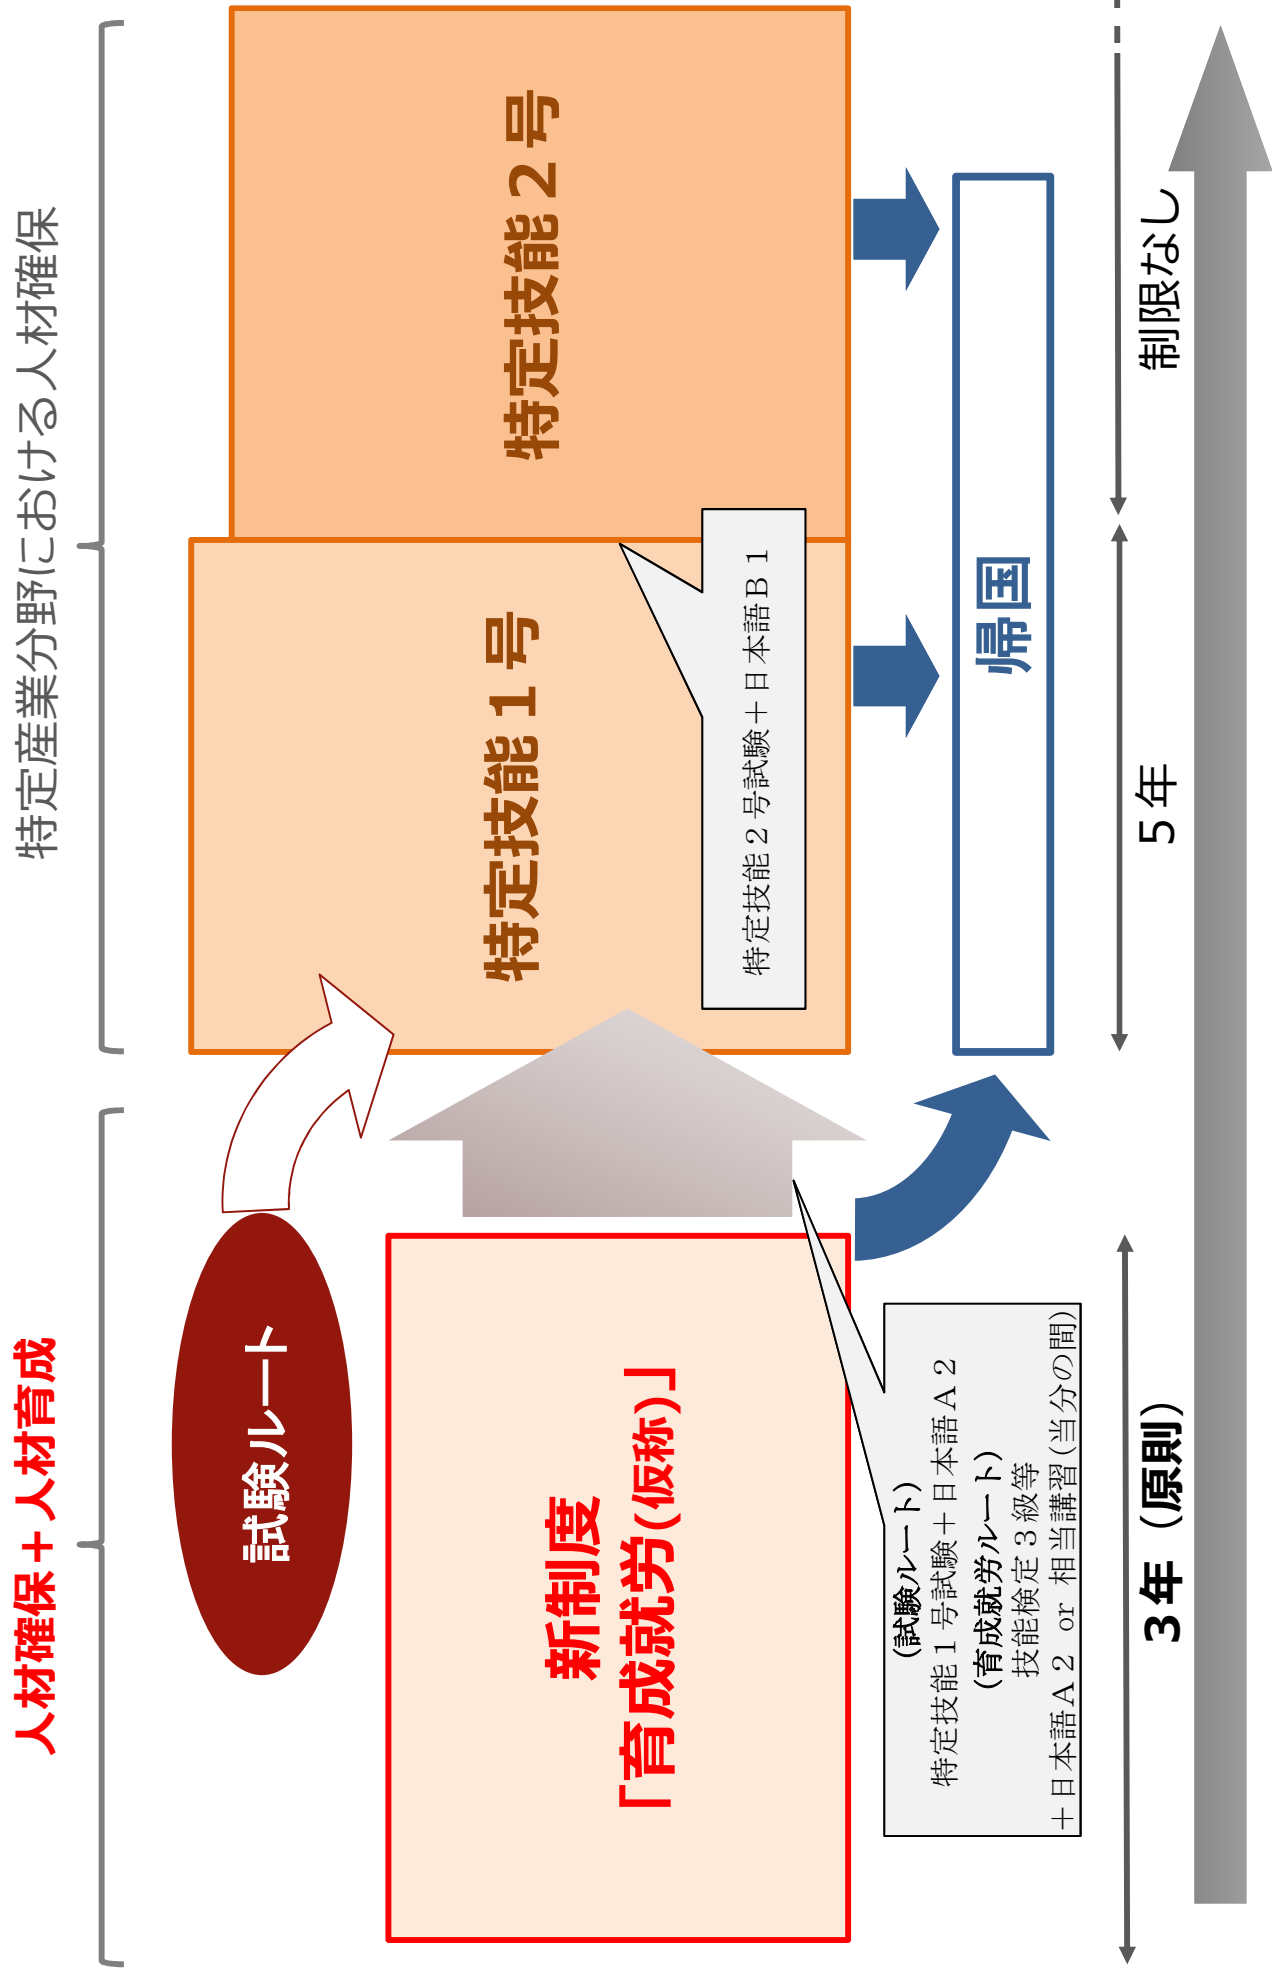 人材確保＋人材育成
特定産業分野における人材確保
試験ルート
新制度
「育成就労(仮称)」
特定技能１号
特定技能２号
(試験ルート)
特定技能１号試験＋日本語Ａ２
(育成就労ルート)
技能検定３級等
＋日本語Ａ２ or 相当講習(当分の間)
特定技能２号試験＋日本語Ｂ１
帰国
３年（原則）
５年
制限なし